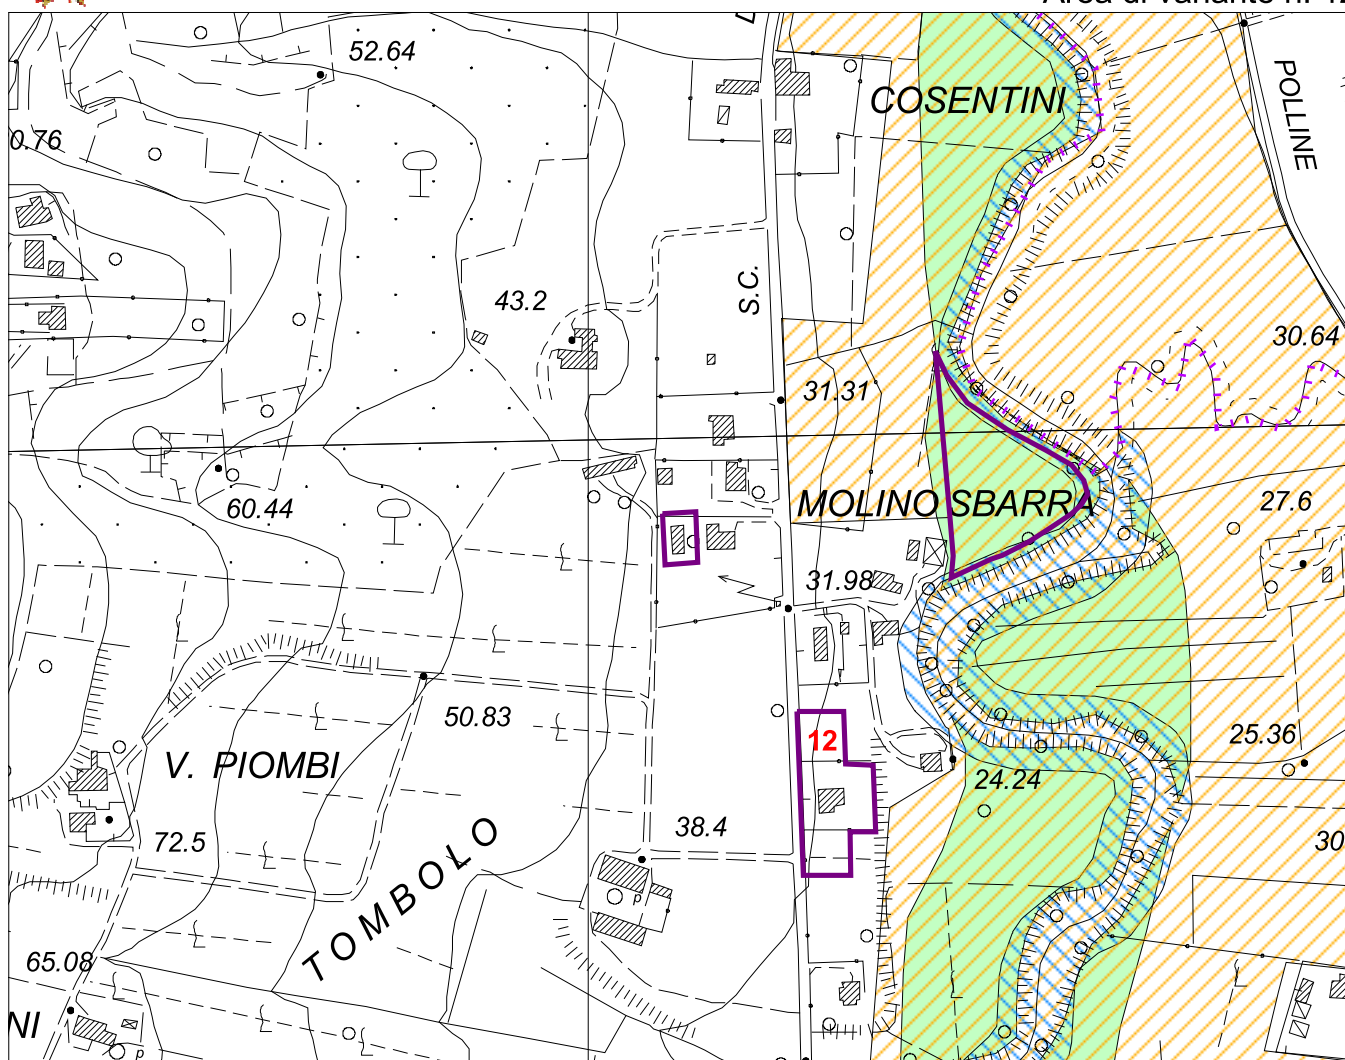 Area di variante n. 12
52.64
COSENTINI
POLLINE
0.76
43.2
S.C.
30.64
31.31
60.44
MOLINO SBARRA
27.6
31.98
50.83
12
25.36
V. PIOMBI
24.24
38.4
72.5
30
TOMBOLO
p
65.08
NI
p